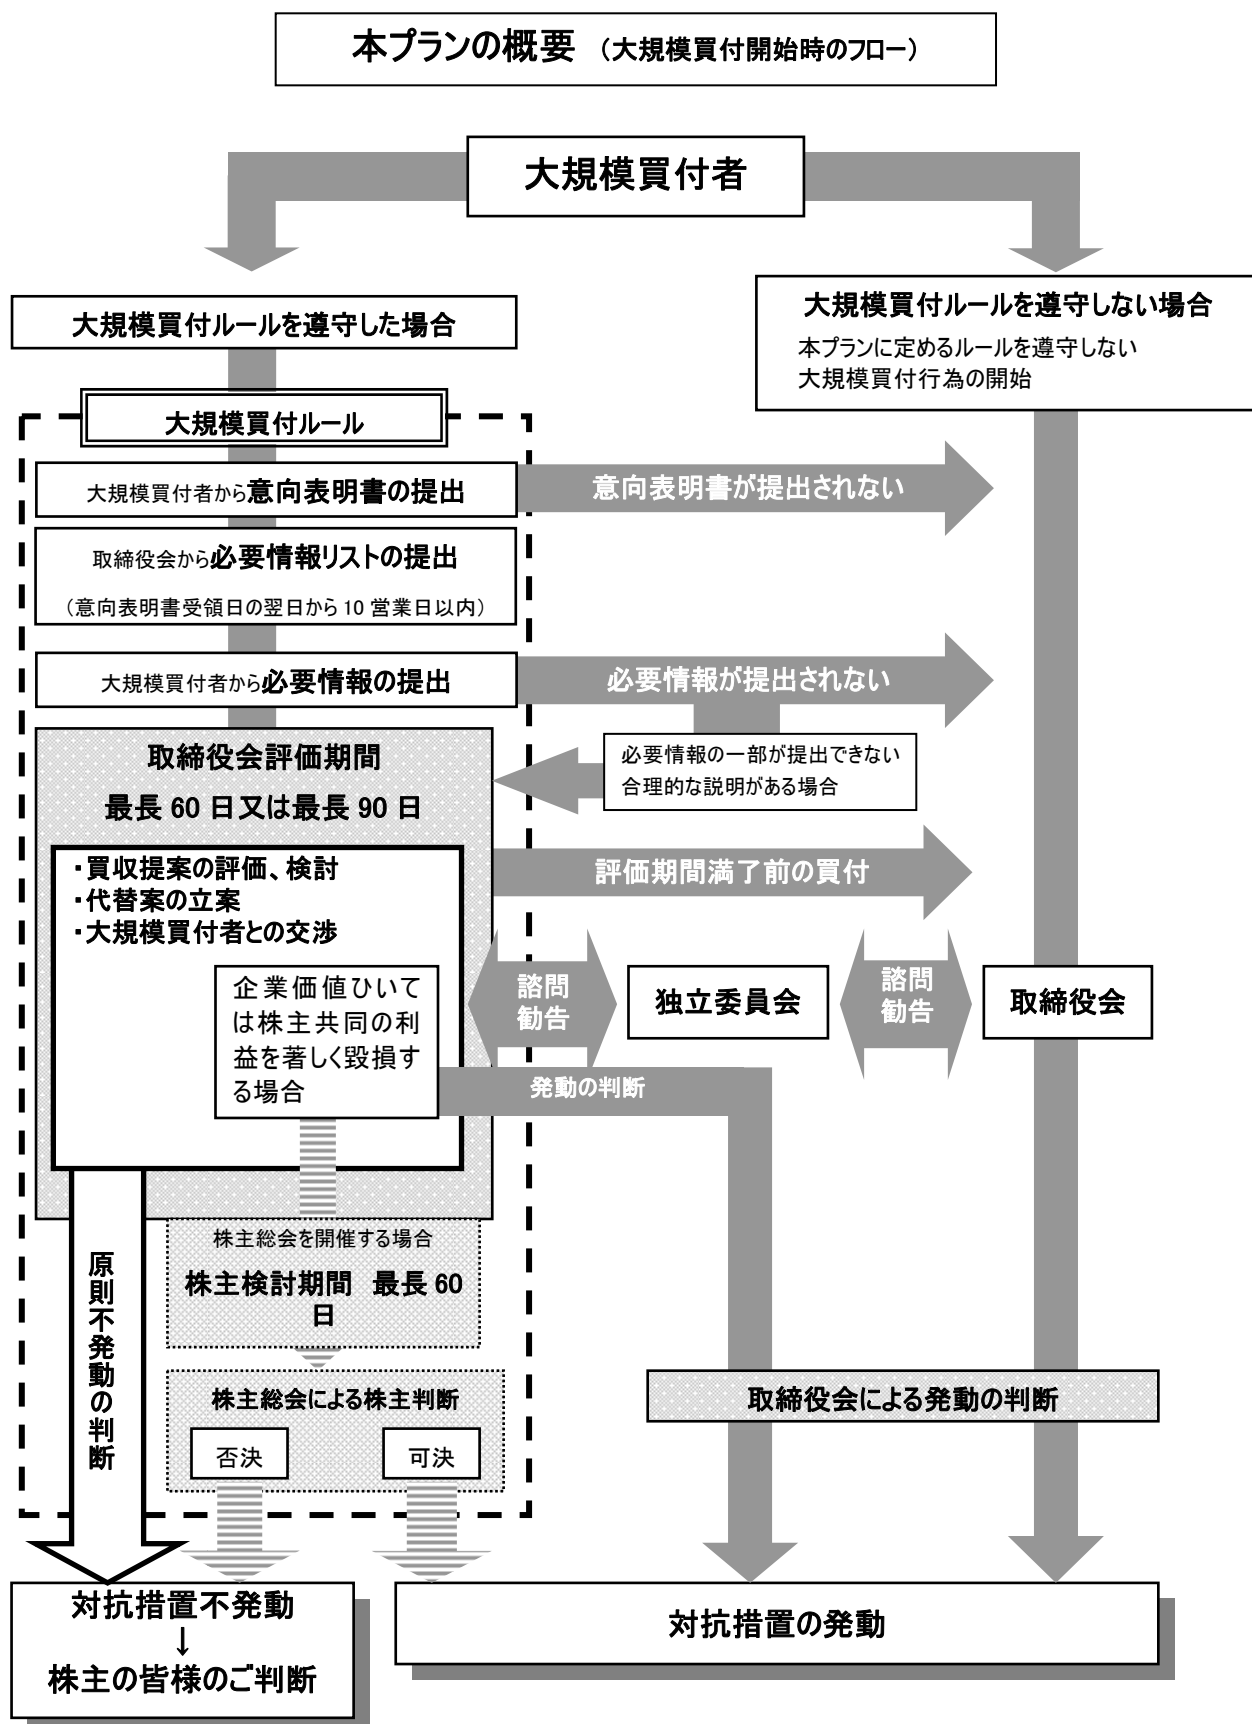 本プランの概要 （大規模買付開始時のフロー）
大規模買付者
大規模買付ルールを遵守した場合
大規模買付ルールを遵守しない場合
本プランに定めるルールを遵守しない
大規模買付行為の開始
大規模買付ルール
大規模買付者から意向表明書の提出
意向表明書が提出されない
取締役会から必要情報リストの提出
（意向表明書受領日の翌日から 10 営業日以内）
大規模買付者から必要情報の提出
必要情報が提出されない
必要情報の一部が提出できない
合理的な説明がある場合
取締役会評価期間
最長 60 日又は最長 90 日
・買収提案の評価、検討
・代替案の立案
・大規模買付者との交渉
評価期間満了前の買付
企業価値ひいて
は株主共同の利
益を著しく毀損す
る場合
諮問
勧告
独立委員会
諮問
勧告
取締役会
発動の判断
原則不発動の判断
株主総会を開催する場合
株主検討期間 最長 60
日
株主総会による株主判断
否決
可決
取締役会による発動の判断
対抗措置不発動
↓
株主の皆様のご判断
対抗措置の発動